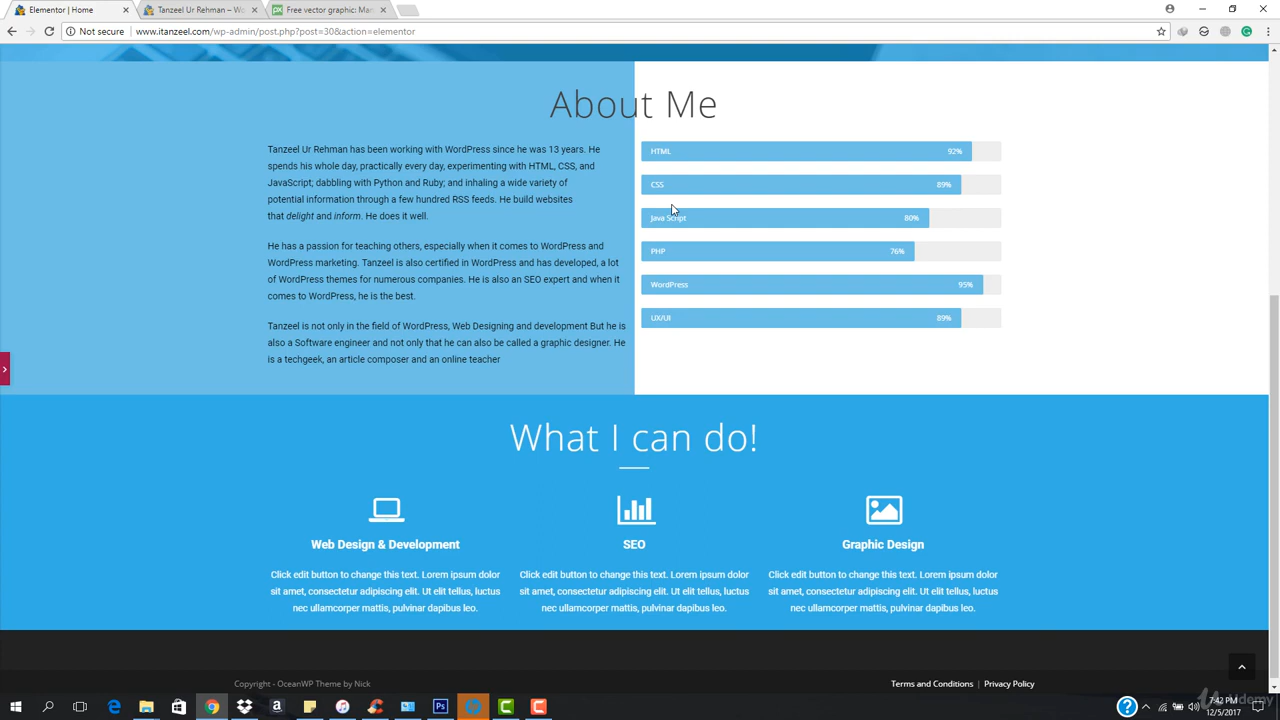 Elementor | Home
Tanzeel Ur Rehman – Wo
Free vector graphic: Man
Not secure
www.itanzeel.com/wp-admin/post.php?post=30&action=elementor
About Me
Tanzeel Ur Rehman has been working with WordPress since he was 13 years. He
spends his whole day, practically every day, experimenting with HTML, CSS, and
JavaScript; dabbling with Python and Ruby; and inhaling a wide variety of
potential information through a few hundred RSS feeds. He build websites
that delight and inform. He does it well.
He has a passion for teaching others, especially when it comes to WordPress and
WordPress marketing. Tanzeel is also certified in WordPress and has developed, a lot
of WordPress themes for numerous companies. He is also an SEO expert and when it
comes to WordPress, he is the best.
Tanzeel is not only in the field of WordPress, Web Designing and development But he is
also a Software engineer and not only that he can also be called a graphic designer. He
is a techgeek, an article composer and an online teacher
HTML 92%
CSS 89%
Java Script 80%
PHP 76%
WordPress 95%
UX/UI 89%
What I can do!
Web Design & Development
Click edit button to change this text. Lorem ipsum dolor
sit amet, consectetur adipiscing elit. Ut elit tellus, luctus
nec ullamcorper mattis, pulvinar dapibus leo.
SEO
Click edit button to change this text. Lorem ipsum dolor
sit amet, consectetur adipiscing elit. Ut elit tellus, luctus
nec ullamcorper mattis, pulvinar dapibus leo.
Graphic Design
Click edit button to change this text. Lorem ipsum dolor
sit amet, consectetur adipiscing elit. Ut elit tellus, luctus
nec ullamcorper mattis, pulvinar dapibus leo.
Copyright - OceanWP Theme by Nick
Terms and Conditions | Privacy Policy
Udemy
7:42 PM
12/5/2017